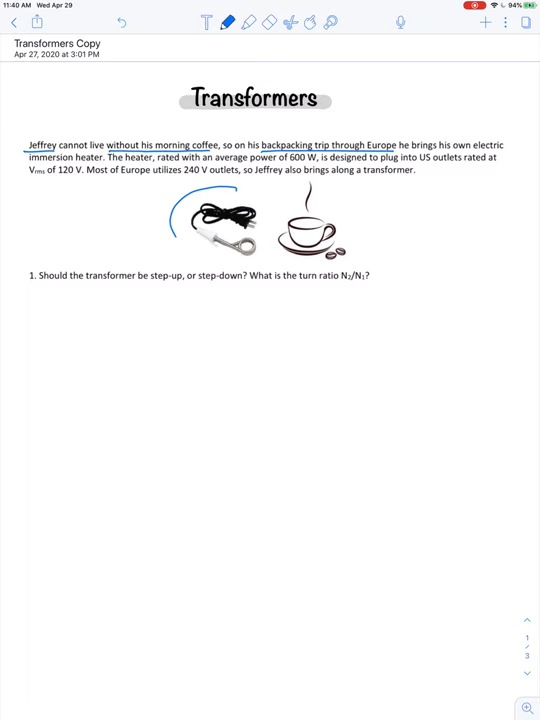 11:40 AM Wed Apr 29
94%
Transformers Copy
Apr 27, 2020 at 3:01 PM
Transformers
Jeffrey cannot live without his morning coffee, so on his backpacking trip through Europe he brings his own electric
immersion heater. The heater, rated with an average power of 600 W, is designed to plug into US outlets rated at
Vrms of 120 V. Most of Europe utilizes 240 V outlets, so Jeffrey also brings along a transformer.
1. Should the transformer be step-up, or step-down? What is the turn ratio N₂/N₁?
1
/
3